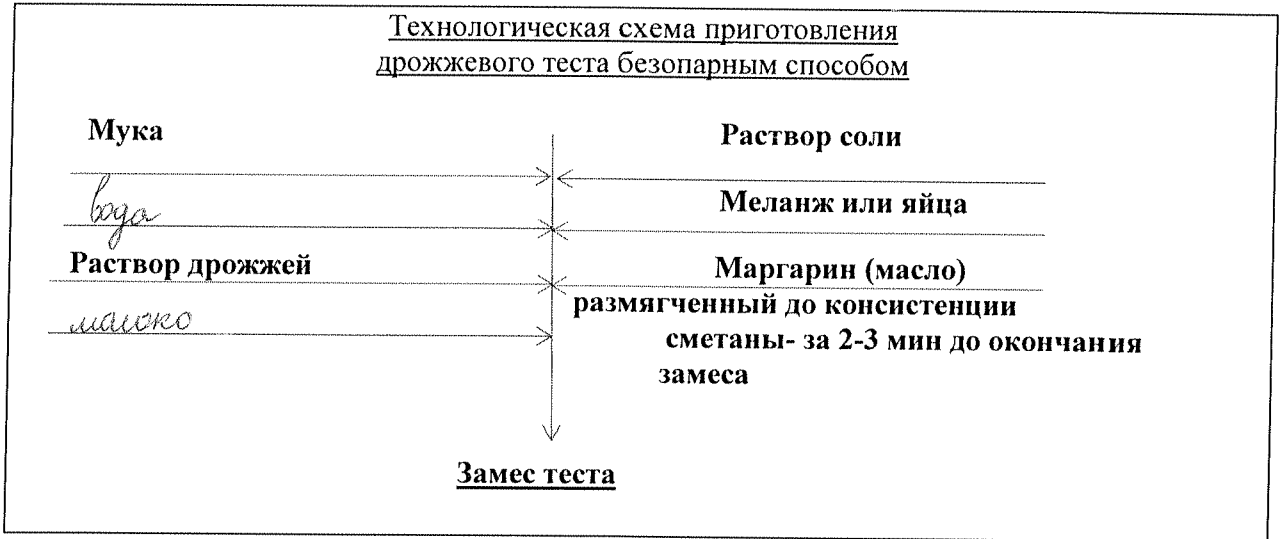 Технологическая схема приготовления
дрожжевого теста безопарным способом
Мука
Раствор соли
вода
Меланж или яйца
Раствор дрожжей
Маргарин (масло)
размягченный до консистенции
молоко
сметаны- за 2-3 мин до окончания
замеса
Замес теста